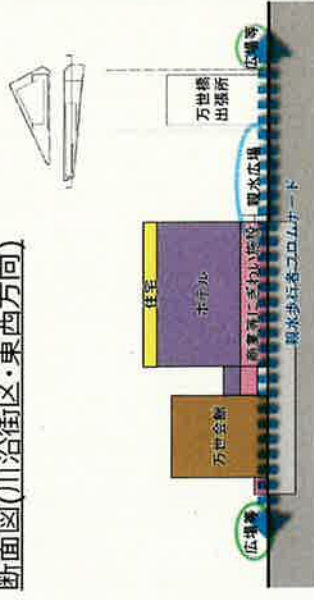 断面図(川沿街区・東西方向)
住宅
ホテル
万世会館
商業等にぎわい施設
親水広場
万世橋
出張所
広場等
広場等
親水歩行者プロムナード